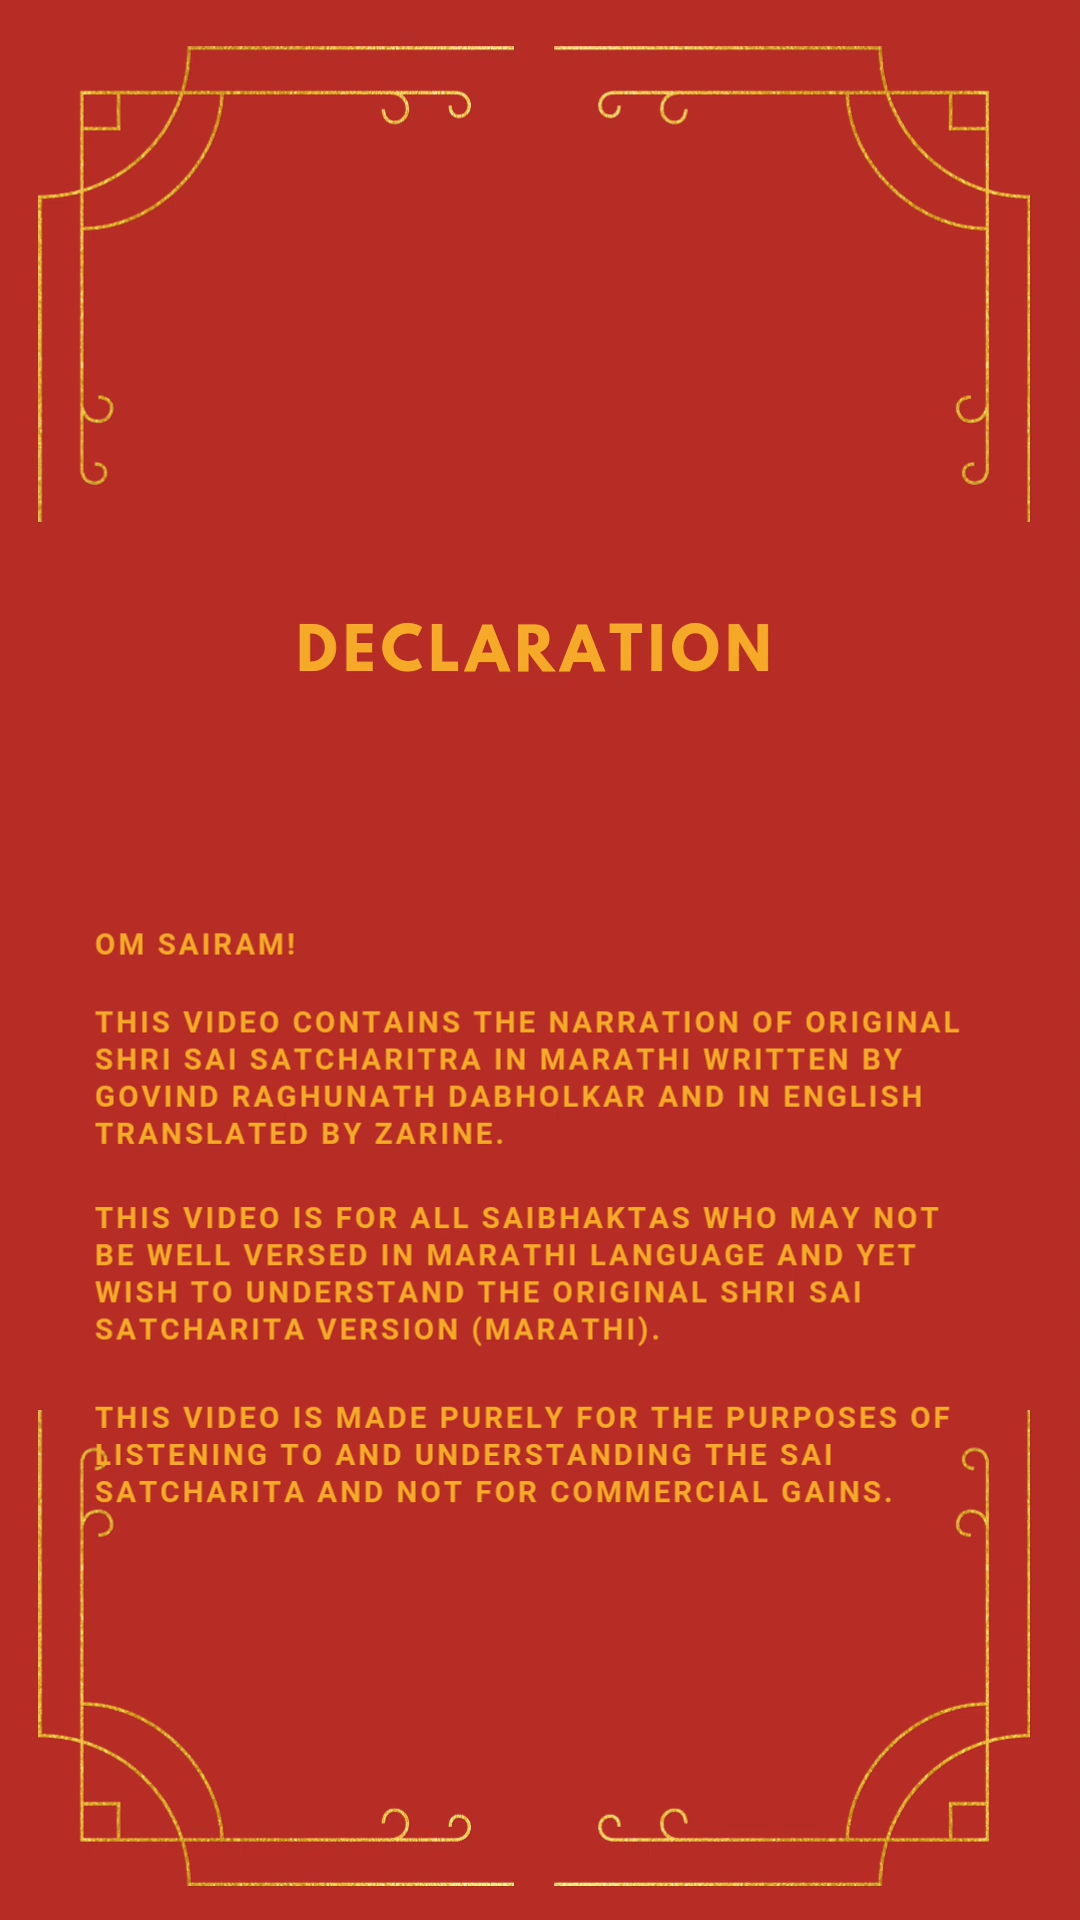 DECLARATION
OM SAIRAM!
THIS VIDEO CONTAINS THE NARRATION OF ORIGINAL
SHRI SAI SATCHARITRA IN MARATHI WRITTEN BY
GOVIND RAGHUNATH DABHOLKAR AND IN ENGLISH
TRANSLATED BY ZARINE.
THIS VIDEO IS FOR ALL SAIBHAKTAS WHO MAY NOT
BE WELL VERSED IN MARATHI LANGUAGE AND YET
WISH TO UNDERSTAND THE ORIGINAL SHRI SAI
SATCHARITA VERSION (MARATHI).
THIS VIDEO IS MADE PURELY FOR THE PURPOSES OF
LISTENING TO AND UNDERSTANDING THE SAI
SATCHARITA AND NOT FOR COMMERCIAL GAINS.